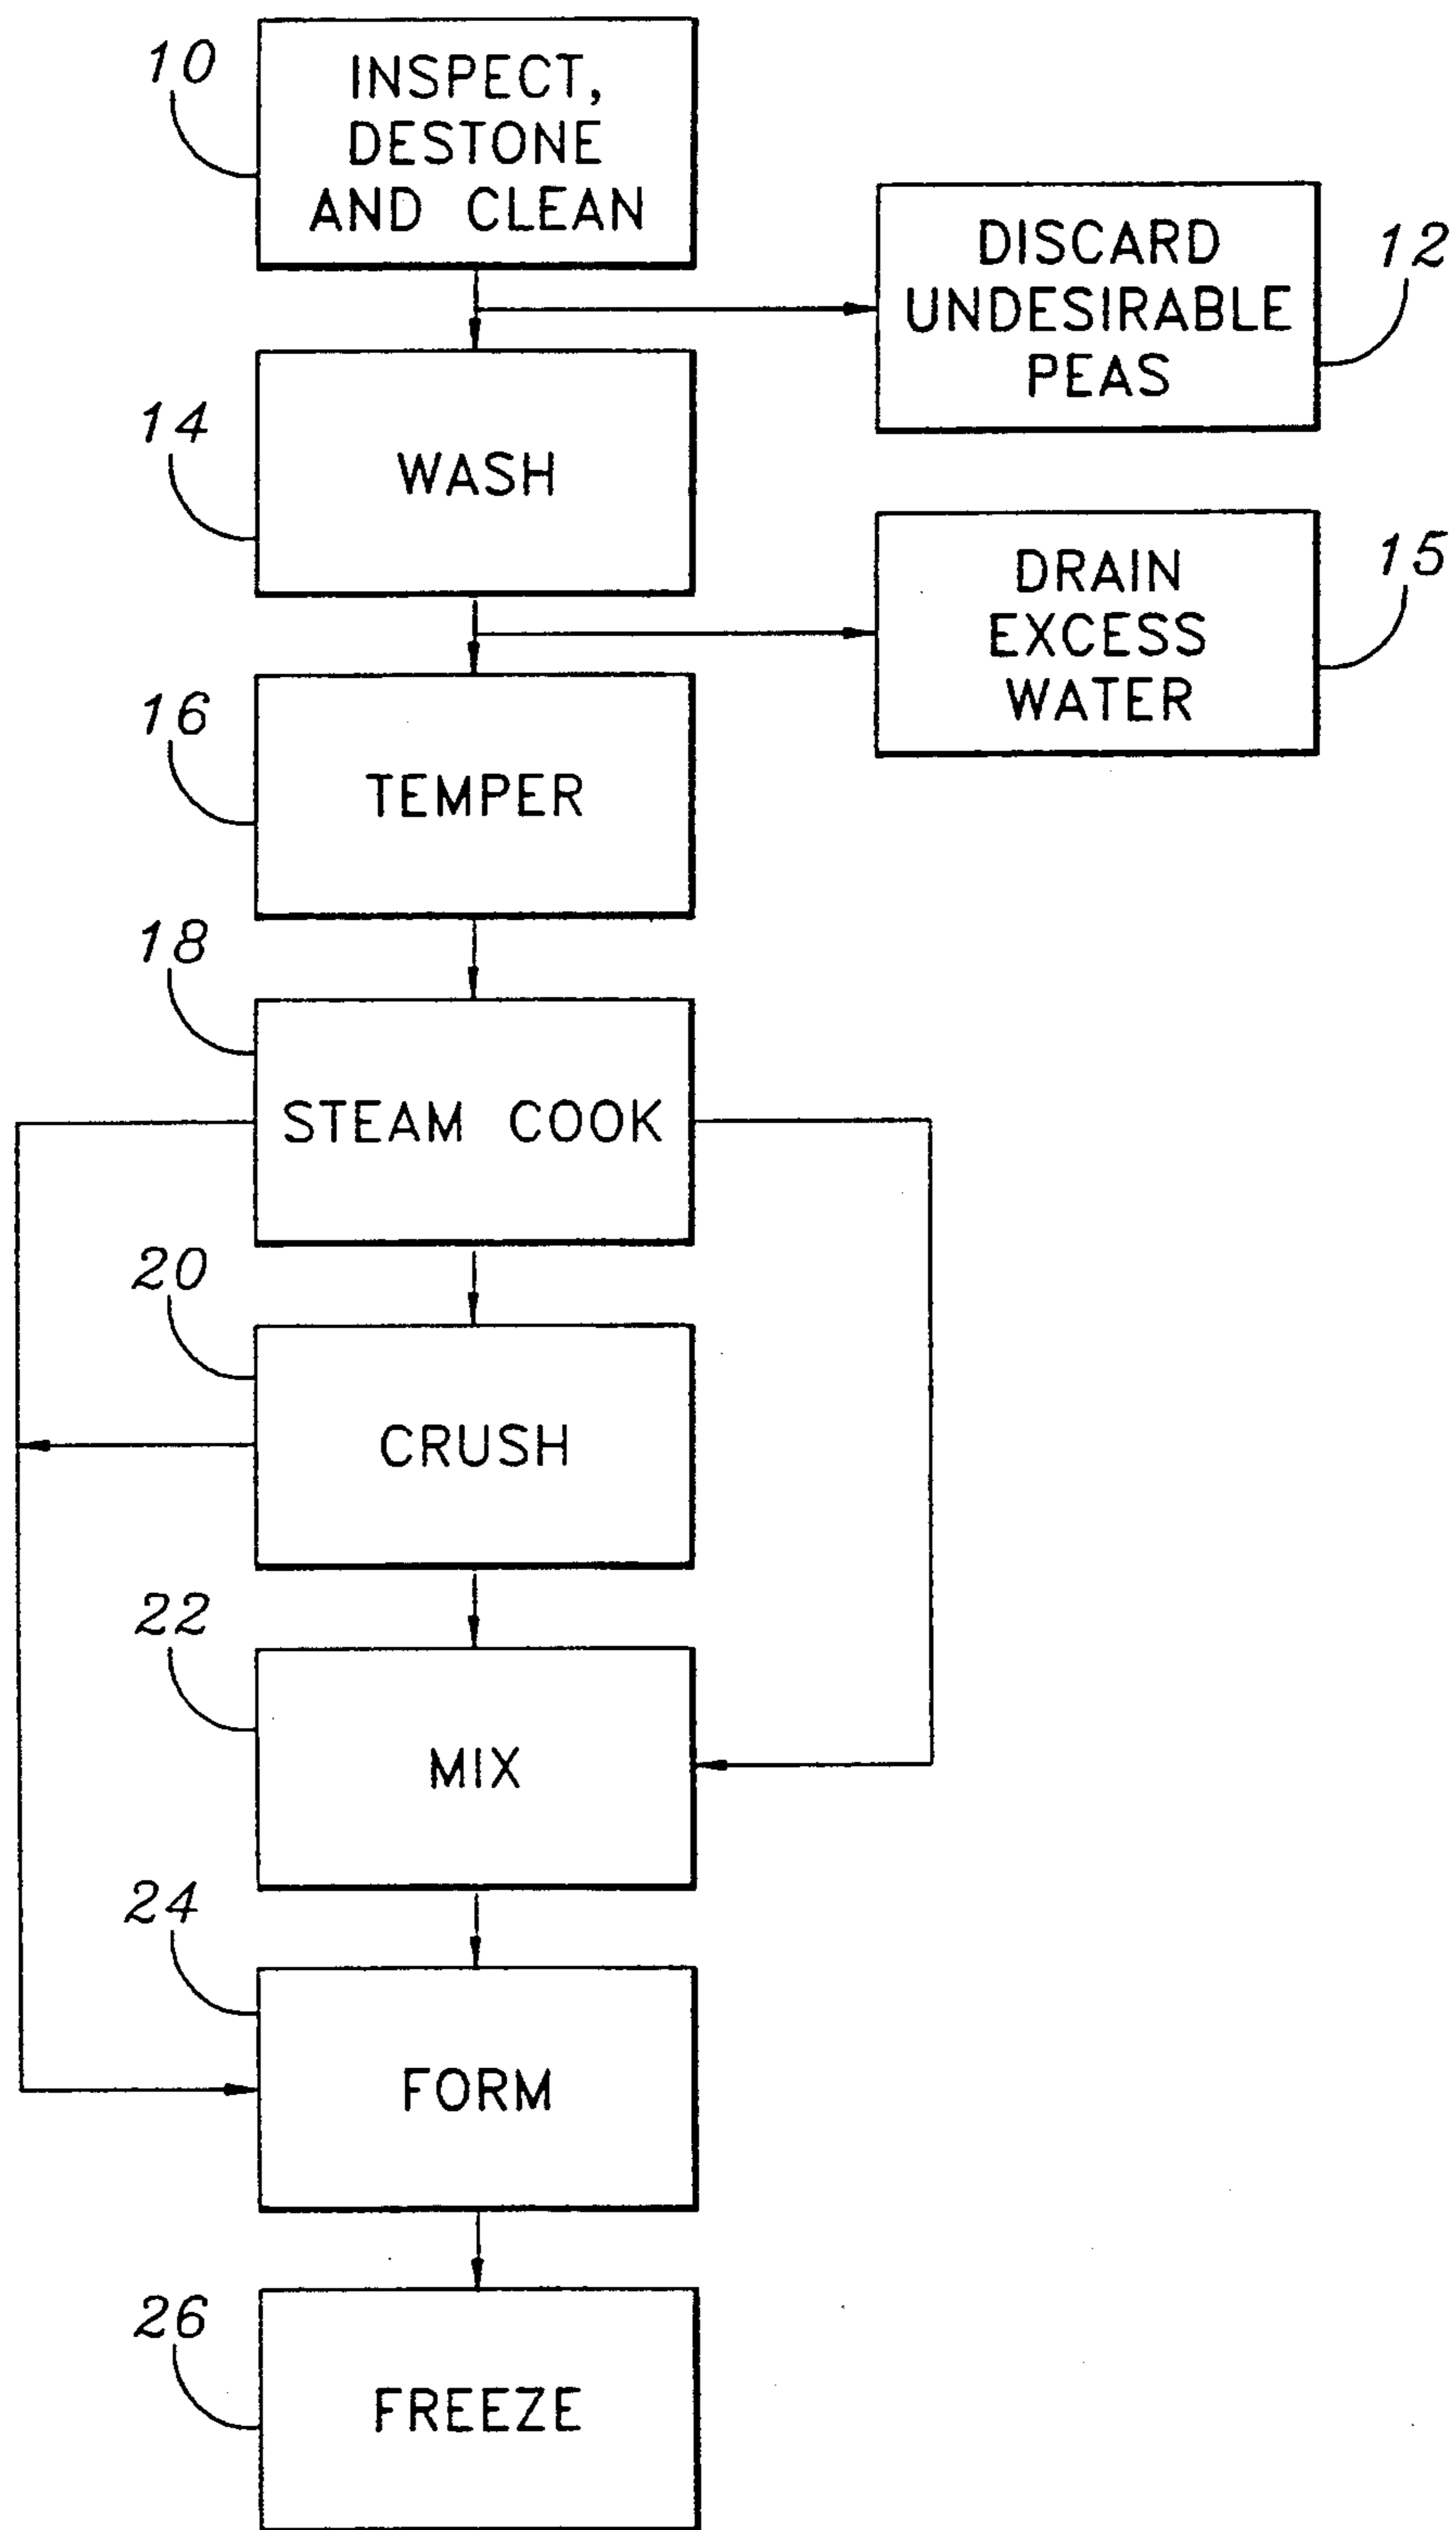 10
INSPECT,
DESTONE
AND CLEAN
DISCARD
UNDESIRABLE
PEAS
12
14
WASH
DRAIN
EXCESS
WATER
15
16
TEMPER
18
STEAM COOK
20
CRUSH
22
MIX
24
FORM
26
FREEZE